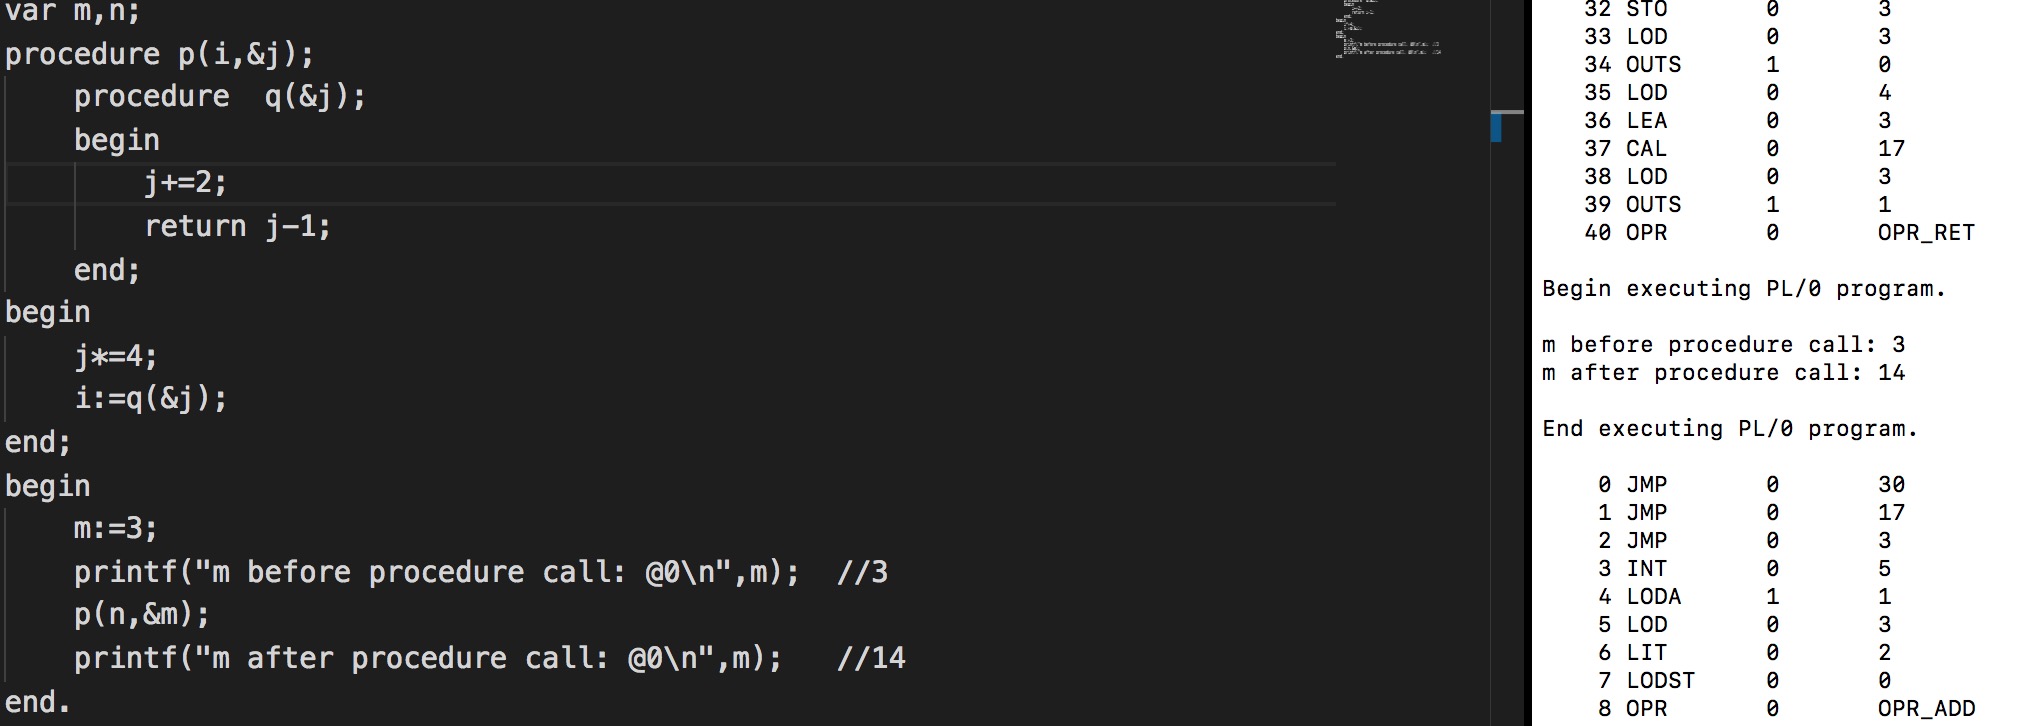 var m,n;
procedure p(i,&j);
procedure  q(&j);
begin
j+=2;
return j-1;
end;
begin
j*=4;
i:=q(&j);
end;
begin
m:=3;
printf("m before procedure call: @0\n",m);  //3
p(n,&m);
printf("m after procedure call: @0\n",m);   //14
end.
32 STO 0 3
33 LOD 0 3
34 OUTS 1 0
35 LOD 0 4
36 LEA 0 3
37 CAL 0 17
38 LOD 0 3
39 OUTS 1 1
40 OPR 0 OPR_RET
Begin executing PL/0 program.
m before procedure call: 3
m after procedure call: 14
End executing PL/0 program.
0 JMP 0 30
1 JMP 0 17
2 JMP 0 3
3 INT 0 5
4 LODA 1 1
5 LOD 0 3
6 LIT 0 2
7 LODST 0 0
8 OPR 0 OPR_ADD